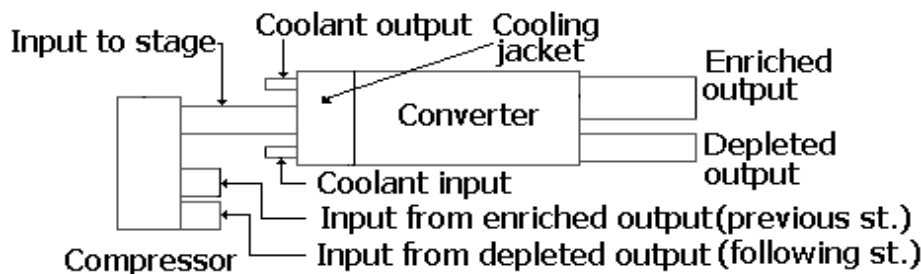 Coolant output
Cooling
jacket
Input to stage
Enriched
output
Converter
Depleted
output
Coolant input
Input from enriched output(previous st.)
Compressor
Input from depleted output (following st.)